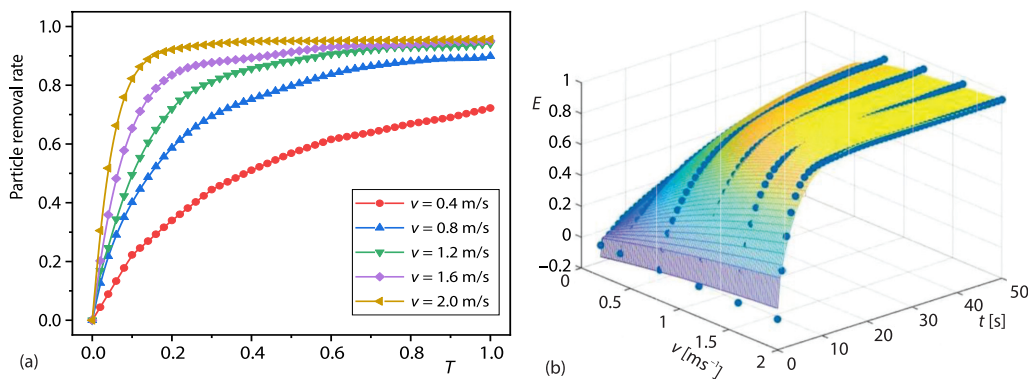 Particle removal rate
1.0
0.8
0.6
0.4
0.2
0.0
v = 0.4 m/s
v = 0.8 m/s
v = 1.2 m/s
v = 1.6 m/s
v = 2.0 m/s
0.0 0.2 0.4 0.6 0.8 1.0
T
(a)
E
1
0.8
0.6
0.4
0.2
0
−0.2
0
0.5
1
1.5
2
v [ms⁻¹]
0
10
20
30
40
50
t [s]
(b)